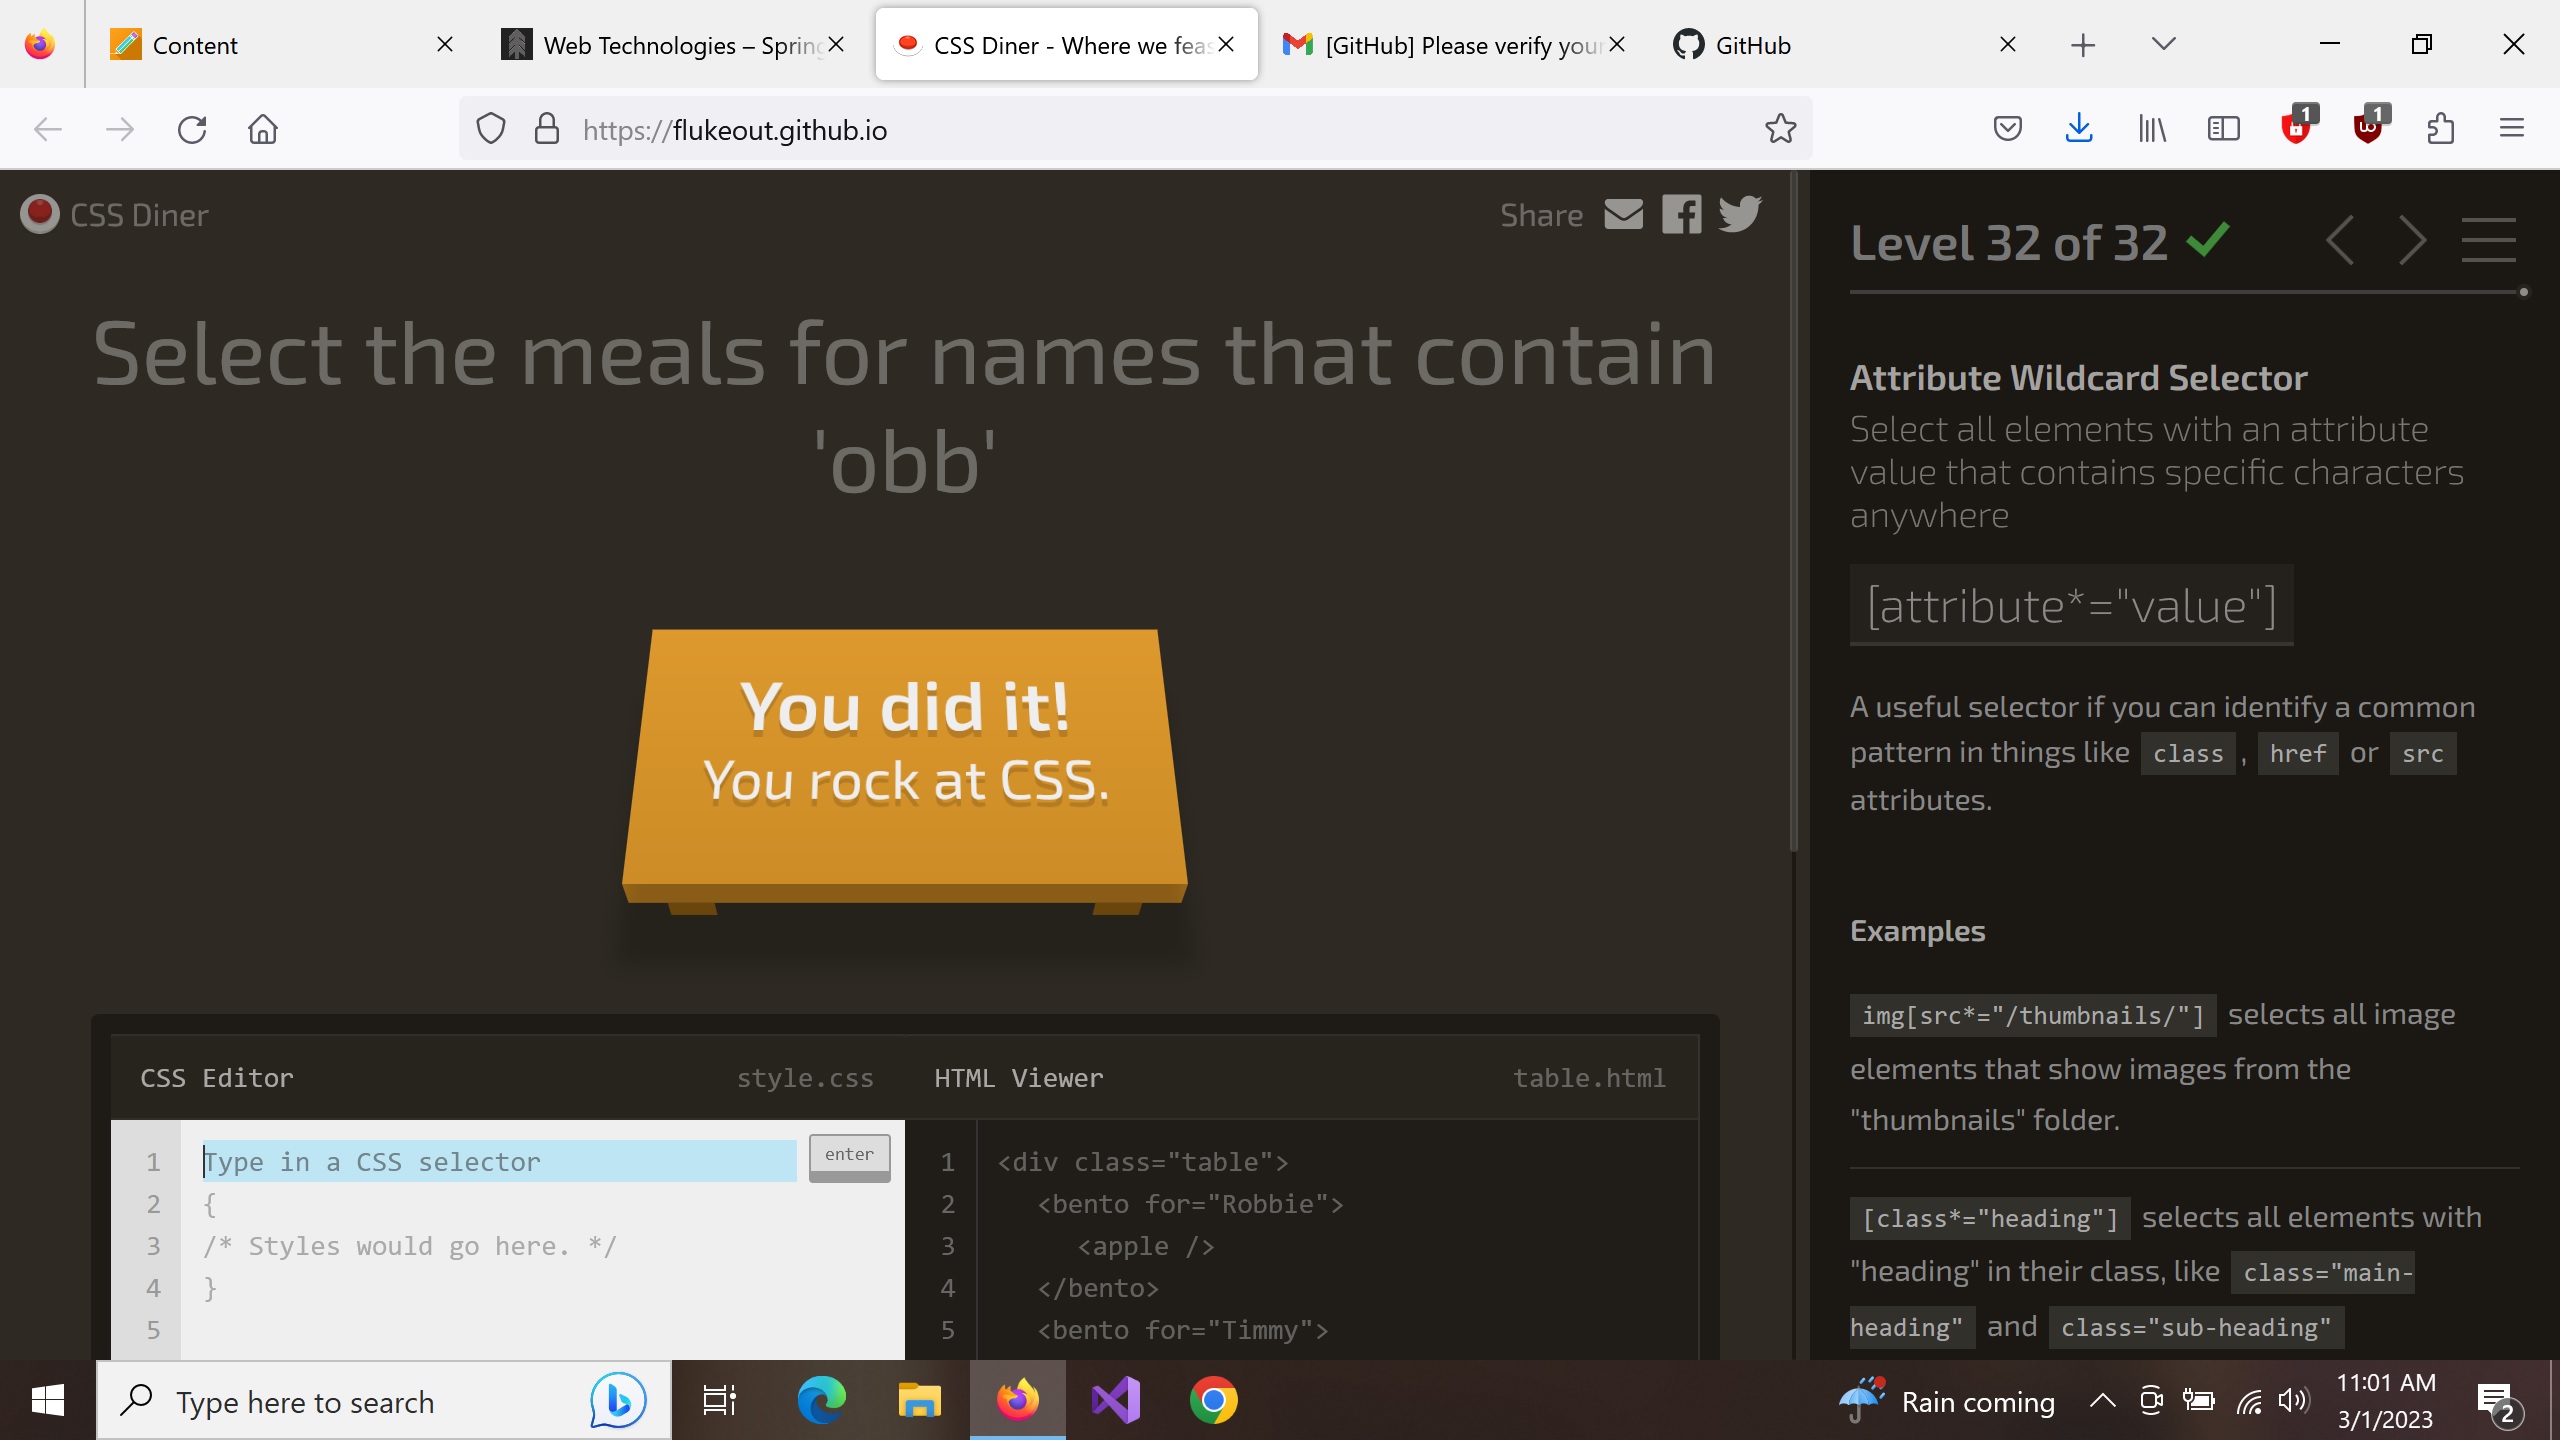 Content
Web Technologies – Spring
CSS Diner - Where we feas
[GitHub] Please verify your
GitHub
https://flukeout.github.io
1
1
CSS Diner
Share
Level 32 of 32
Select the meals for names that contain
'obb'
You did it!
You rock at CSS.
Attribute Wildcard Selector
Select all elements with an attribute
value that contains specific characters
anywhere
[attribute*="value"]
A useful selector if you can identify a common
pattern in things like class , href or src
attributes.
Examples
img[src*="/thumbnails/"] selects all image
elements that show images from the
"thumbnails" folder.
[class*="heading"] selects all elements with
"heading" in their class, like class="main-
heading" and class="sub-heading"
CSS Editor
style.css
1 Type in a CSS selector
enter
2 {
3 /* Styles would go here. */
4 }
5
HTML Viewer
table.html
1 <div class="table">
2 <bento for="Robbie">
3 <apple />
4 </bento>
5 <bento for="Timmy">
Type here to search
Rain coming
11:01 AM
3/1/2023
2